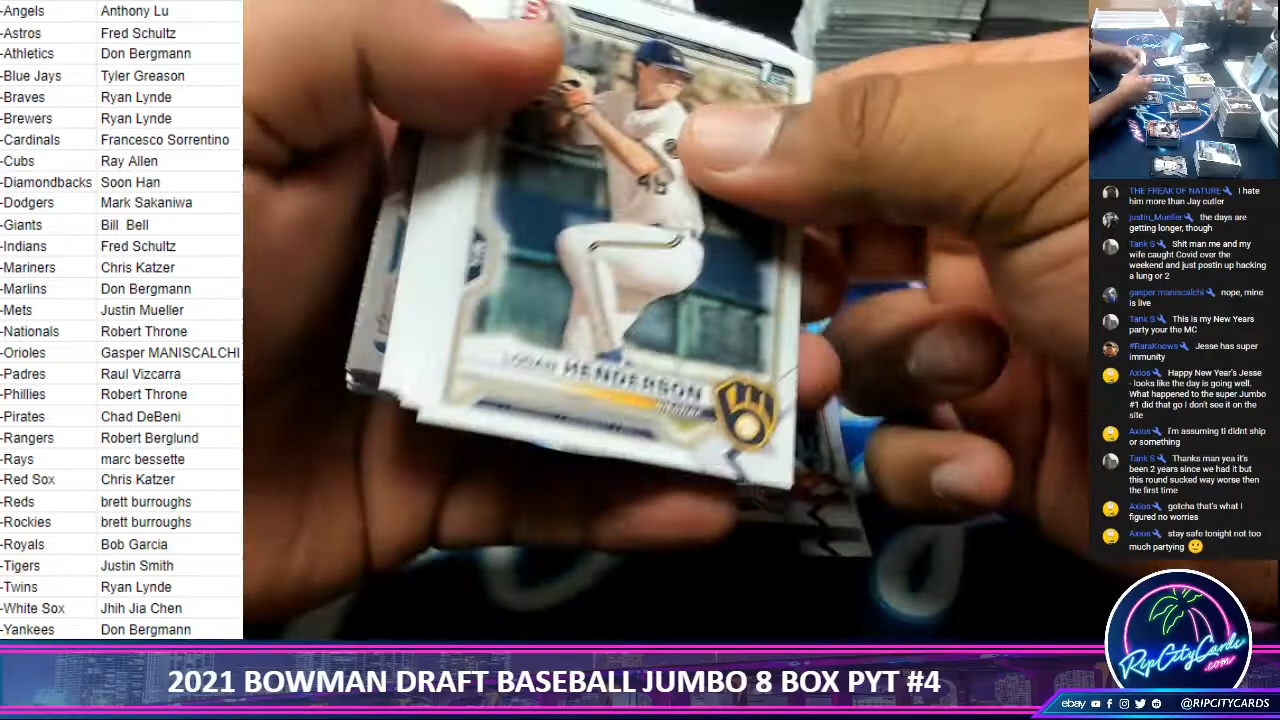 -Angels Anthony Lu
-Astros Fred Schultz
-Athletics Don Bergmann
-Blue Jays Tyler Greason
-Braves Ryan Lynde
-Brewers Ryan Lynde
-Cardinals Francesco Sorrentino
-Cubs Ray Allen
-Diamondbacks Soon Han
-Dodgers Mark Sakaniwa
-Giants Bill Bell
-Indians Fred Schultz
-Mariners Chris Katzer
-Marlins Don Bergmann
-Mets Justin Mueller
-Nationals Robert Throne
-Orioles Gasper MANISCALCHI
-Padres Raul Vizcarra
-Phillies Robert Throne
-Pirates Chad DeBeni
-Rangers Robert Berglund
-Rays marc bessette
-Red Sox Chris Katzer
-Reds brett burroughs
-Rockies brett burroughs
-Royals Bob Garcia
-Tigers Justin Smith
-Twins Ryan Lynde
-White Sox Jhih Jia Chen
-Yankees Don Bergmann
HENDERSON
THE FREAK OF NATURE I hate
him more than Jay cutler
justin_Mueller the days are
getting longer, though
Tank S Shit man me and my
wife caught Covid over the
weekend and just postin up hacking
a lung or 2
gasper maniscalchi nope, mine
is live
Tank S This is my New Years
party your the MC
#RaraKnows Jesse has super
immunity
Axios Happy New Year's Jesse
- looks like the day is going well.
What happened to the super Jumbo
#1 did that go I don't see it on the
site
Axios i'm assuming ti didnt ship
or something
Tank S Thanks man yea it's
been 2 years since we had it but
this round sucked way worse then
the first time
Axios gotcha that's what I
figured no worries
Axios stay safe tonight not too
much partying
RipCityCards
.com
2021 BOWMAN DRAFT BASEBALL JUMBO 8 BOX PYT #4
ebay @RIPCITYCARDS